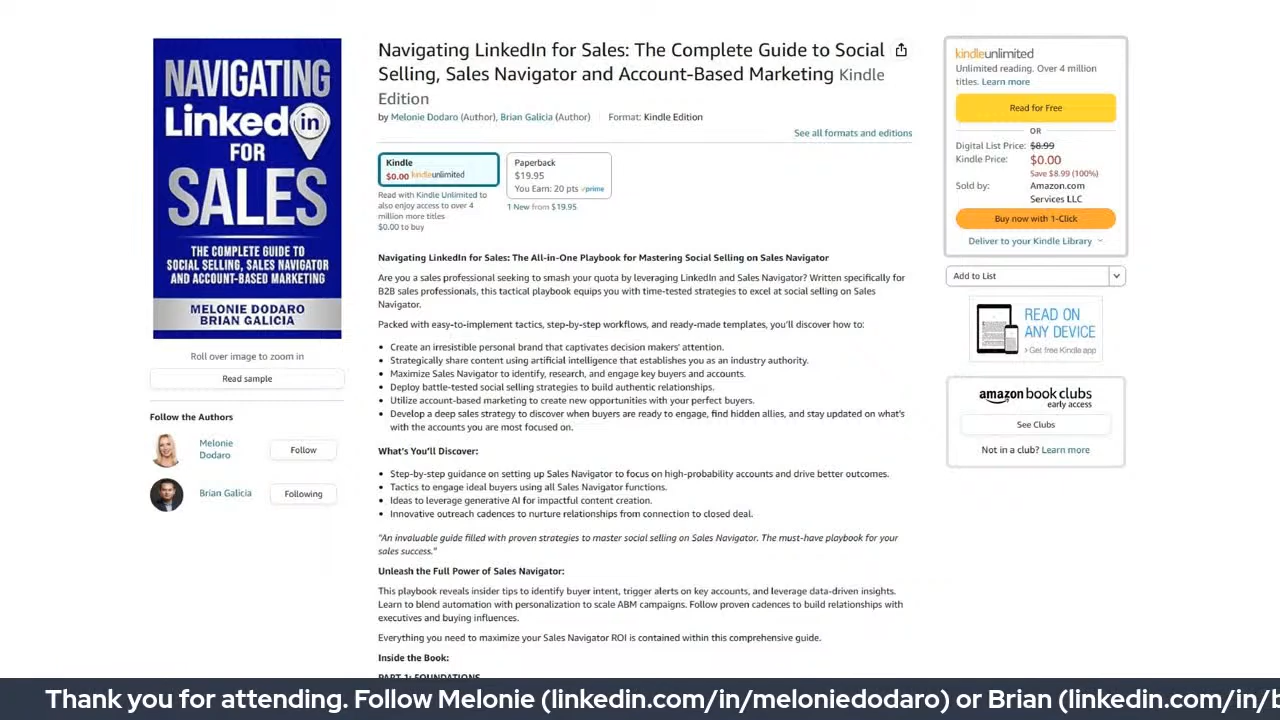 NAVIGATING
Linkedin
FOR
SALES
THE COMPLETE GUIDE TO
SOCIAL SELLING, SALES NAVIGATOR
AND ACCOUNT-BASED MARKETING
MELONIE DODARO
BRIAN GALICIA
Roll over image to zoom in
Read sample
Follow the Authors
Melonie
Dodaro
Follow
Brian Galicia
Following
Navigating LinkedIn for Sales: The Complete Guide to Social
Selling, Sales Navigator and Account-Based Marketing Kindle
Edition
by Melonie Dodaro (Author), Brian Galicia (Author) Format: Kindle Edition
See all formats and editions
Kindle
$0.00 kindleunlimited
Read with Kindle Unlimited to
also enjoy access to over 4
million more titles
$0.00 to buy
Paperback
$19.95
You Earn: 20 pts prime
1 New from $19.95
Navigating LinkedIn for Sales: The All-in-One Playbook for Mastering Social Selling on Sales Navigator
Are you a sales professional seeking to smash your quota by leveraging LinkedIn and Sales Navigator? Written specifically for
B2B sales professionals, this tactical playbook equips you with time-tested strategies to excel at social selling on Sales
Navigator.
Packed with easy-to-implement tactics, step-by-step workflows, and ready-made templates, you'll discover how to:
• Create an irresistible personal brand that captivates decision makers' attention.
• Strategically share content using artificial intelligence that establishes you as an industry authority.
• Maximize Sales Navigator to identify, research, and engage key buyers and accounts.
• Deploy battle-tested social selling strategies to build authentic relationships.
• Utilize account-based marketing to create new opportunities with your perfect buyers.
• Develop a deep sales strategy to discover when buyers are ready to engage, find hidden allies, and stay updated on what's
with the accounts you are most focused on.
What's You'll Discover:
• Step-by-step guidance on setting up Sales Navigator to focus on high-probability accounts and drive better outcomes.
• Tactics to engage ideal buyers using all Sales Navigator functions.
• Ideas to leverage generative AI for impactful content creation.
• Innovative outreach cadences to nurture relationships from connection to closed deal.
"An invaluable guide filled with proven strategies to master social selling on Sales Navigator. The must-have playbook for your
sales success."
Unleash the Full Power of Sales Navigator:
This playbook reveals insider tips to identify buyer intent, trigger alerts on key accounts, and leverage data-driven insights.
Learn to blend automation with personalization to scale ABM campaigns. Follow proven cadences to build relationships with
executives and buying influences.
Everything you need to maximize your Sales Navigator ROI is contained within this comprehensive guide.
Inside the Book:
PART 1: FOUNDATIONS
kindleunlimited
Unlimited reading. Over 4 million
titles. Learn more
Read for Free
OR
Digital List Price: $8.99
Kindle Price: $0.00
Save $8.99 (100%)
Sold by: Amazon.com
Services LLC
Buy now with 1-Click
Deliver to your Kindle Library
Add to List
READ ON
ANY DEVICE
› Get free Kindle app
amazon book clubs
early access
See Clubs
Not in a club? Learn more
Thank you for attending. Follow Melonie (linkedin.com/in/meloniedodaro) or Brian (linkedin.com/in/b